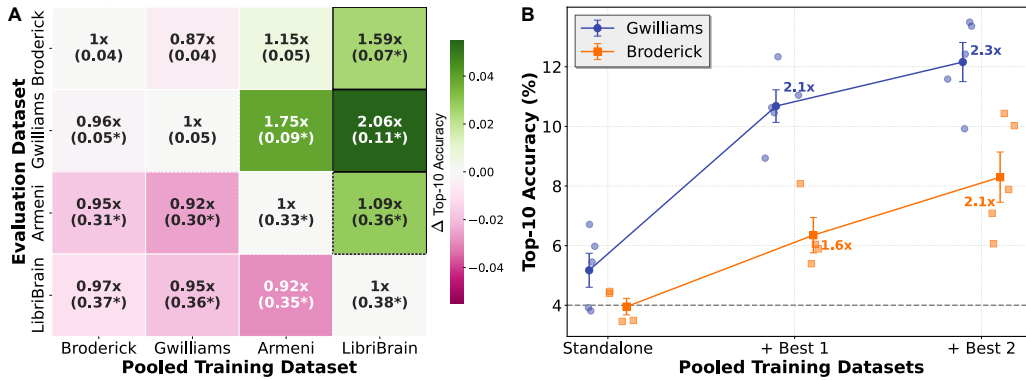 A
Evaluation Dataset
Broderick
Gwilliams
Armeni
LibriBrain
1x
(0.04)
0.87x
(0.04)
1.15x
(0.05)
1.59x
(0.07*)
0.96x
(0.05*)
1x
(0.05)
1.75x
(0.09*)
2.06x
(0.11*)
0.95x
(0.31*)
0.92x
(0.30*)
1x
(0.33*)
1.09x
(0.36*)
0.97x
(0.37*)
0.95x
(0.36*)
0.92x
(0.35*)
1x
(0.38*)
Broderick
Gwilliams
Armeni
LibriBrain
Pooled Training Dataset
0.04
0.02
0.00
−0.02
−0.04
Δ Top-10 Accuracy
B
Top-10 Accuracy (%)
12
10
8
6
4
Gwilliams
Broderick
2.1x
2.3x
1.6x
2.1x
Standalone
+ Best 1
+ Best 2
Pooled Training Datasets